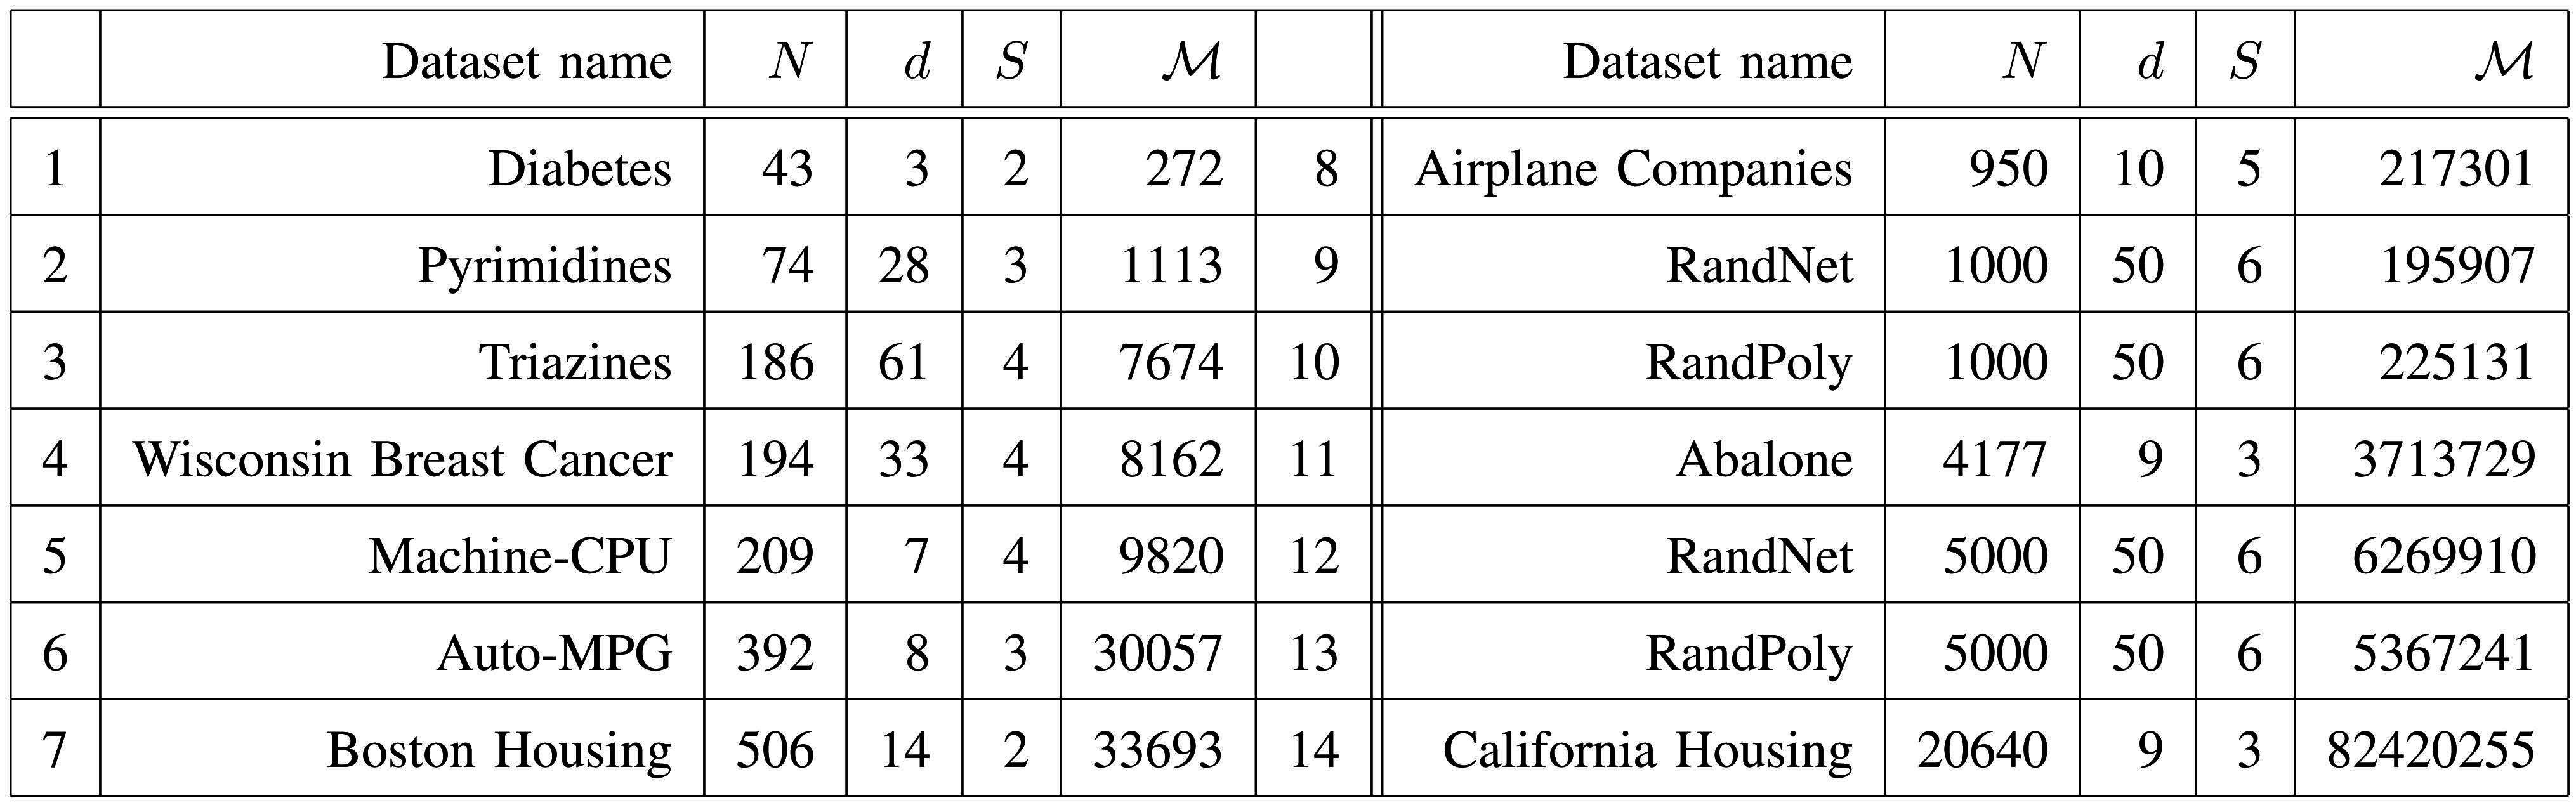 Dataset name N d S ℳ Dataset name N d S ℳ
1 Diabetes 43 3 2 272 8 Airplane Companies 950 10 5 217301
2 Pyrimidines 74 28 3 1113 9 RandNet 1000 50 6 195907
3 Triazines 186 61 4 7674 10 RandPoly 1000 50 6 225131
4 Wisconsin Breast Cancer 194 33 4 8162 11 Abalone 4177 9 3 3713729
5 Machine-CPU 209 7 4 9820 12 RandNet 5000 50 6 6269910
6 Auto-MPG 392 8 3 30057 13 RandPoly 5000 50 6 5367241
7 Boston Housing 506 14 2 33693 14 California Housing 20640 9 3 82420255